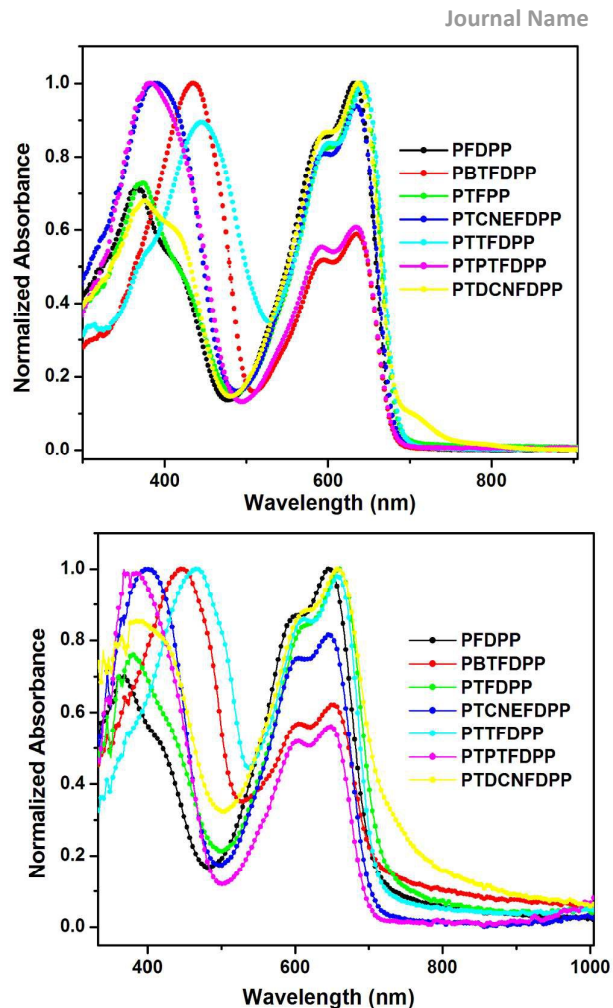 Journal Name
1.0
0.8
0.6
0.4
0.2
0.0
Normalized Absorbance
PFDPP
PBTFDPP
PTFPP
PTCNEFDPP
PTTFDPP
PTPTFDPP
PTDCNFDPP
400 600 800
Wavelength (nm)
1.0
0.8
0.6
0.4
0.2
0.0
Normalized Absorbance
PFDPP
PBTFDPP
PTFDPP
PTCNEFDPP
PTTFDPP
PTPTFDPP
PTDCNFDPP
400 600 800 1000
Wavelength (nm)